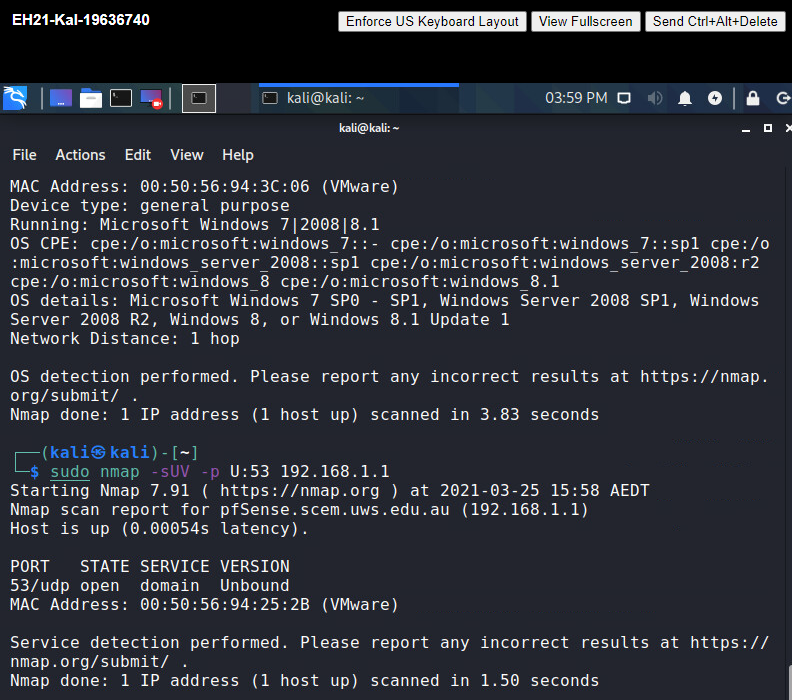 EH21-Kal-19636740
Enforce US Keyboard Layout
View Fullscreen
Send Ctrl+Alt+Delete
kali@kali: ~
03:59 PM
kali@kali: ~
File Actions Edit View Help
MAC Address: 00:50:56:94:3C:06 (VMware)
Device type: general purpose
Running: Microsoft Windows 7|2008|8.1
OS CPE: cpe:/o:microsoft:windows_7::- cpe:/o:microsoft:windows_7::sp1 cpe:/o
:microsoft:windows_server_2008::sp1 cpe:/o:microsoft:windows_server_2008:r2
cpe:/o:microsoft:windows_8 cpe:/o:microsoft:windows_8.1
OS details: Microsoft Windows 7 SP0 - SP1, Windows Server 2008 SP1, Windows
Server 2008 R2, Windows 8, or Windows 8.1 Update 1
Network Distance: 1 hop
OS detection performed. Please report any incorrect results at https://nmap.
org/submit/ .
Nmap done: 1 IP address (1 host up) scanned in 3.83 seconds
┌──(kali㉿kali)-[~]
└─$ sudo nmap -sUV -p U:53 192.168.1.1
Starting Nmap 7.91 ( https://nmap.org ) at 2021-03-25 15:58 AEDT
Nmap scan report for pfSense.scem.uws.edu.au (192.168.1.1)
Host is up (0.00054s latency).
PORT   STATE SERVICE VERSION
53/udp open  domain  Unbound
MAC Address: 00:50:56:94:25:2B (VMware)
Service detection performed. Please report any incorrect results at https://
nmap.org/submit/ .
Nmap done: 1 IP address (1 host up) scanned in 1.50 seconds